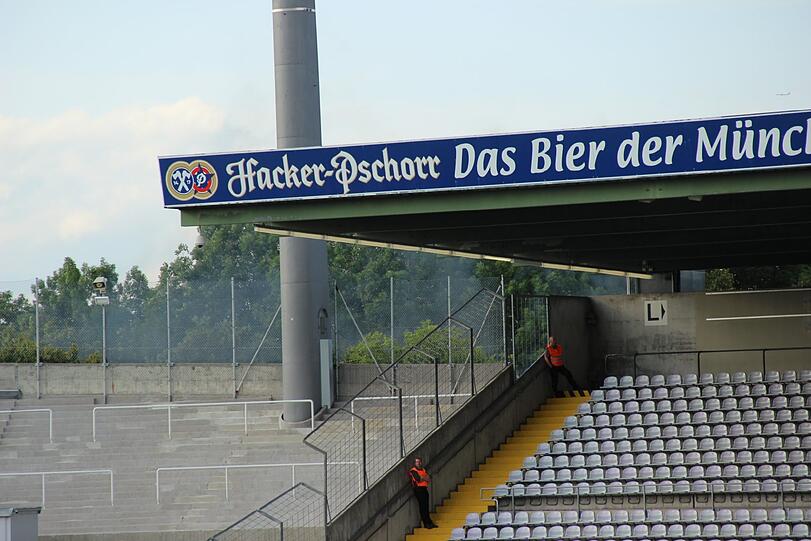 Hacker-Pschorr Das Bier der Münch
L